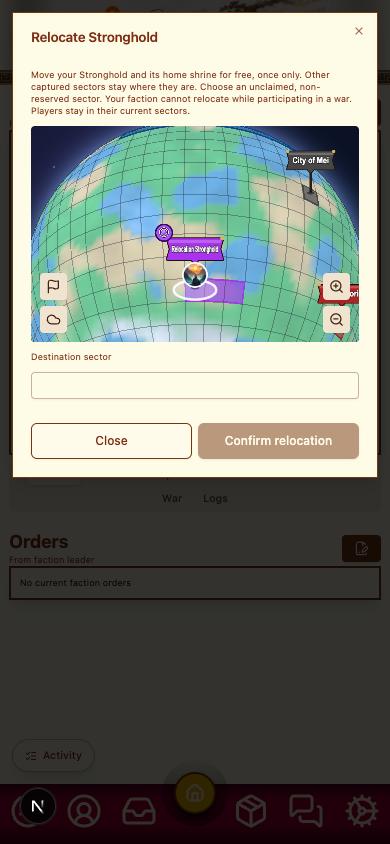 Relocate Stronghold
Move your Stronghold and its home shrine for free, once only. Other
captured sectors stay where they are. Choose an unclaimed, non-
reserved sector. Your faction cannot relocate while participating in a war.
Players stay in their current sectors.
City of Mei
Relocation Stronghold
Destination sector
Close
Confirm relocation
War
Logs
Orders
From faction leader
No current faction orders
Activity
N